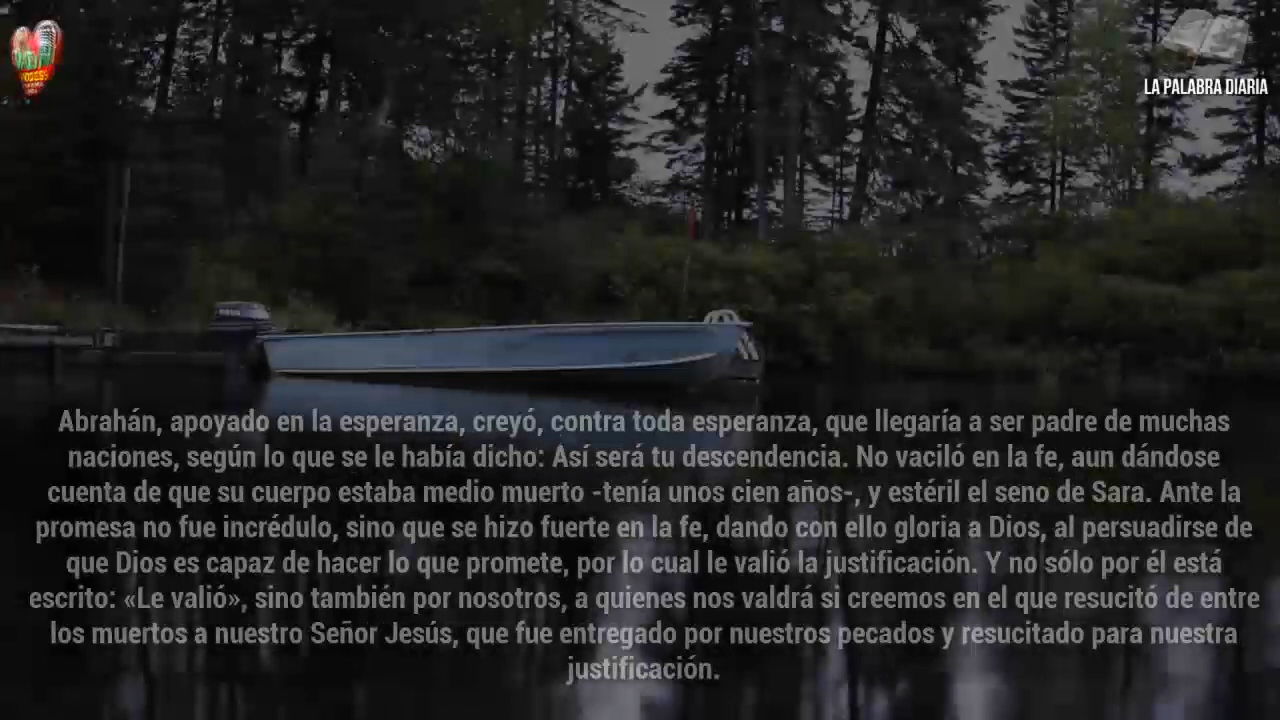 LA PALABRA DIARIA
Abrahán, apoyado en la esperanza, creyó, contra toda esperanza, que llegaría a ser padre de muchas
naciones, según lo que se le había dicho: Así será tu descendencia. No vaciló en la fe, aun dándose
cuenta de que su cuerpo estaba medio muerto -tenía unos cien años-, y estéril el seno de Sara. Ante la
promesa no fue incrédulo, sino que se hizo fuerte en la fe, dando con ello gloria a Dios, al persuadirse de
que Dios es capaz de hacer lo que promete, por lo cual le valió la justificación. Y no sólo por él está
escrito: «Le valió», sino también por nosotros, a quienes nos valdrá si creemos en el que resucitó de entre
los muertos a nuestro Señor Jesús, que fue entregado por nuestros pecados y resucitado para nuestra
justificación.